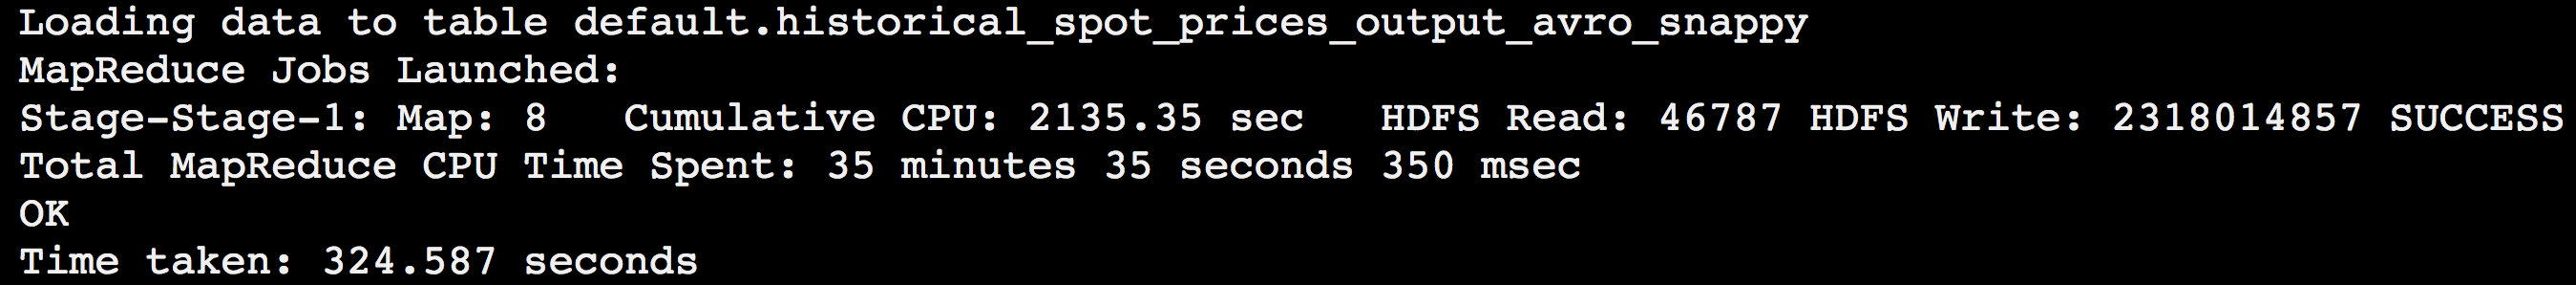 Loading data to table default.historical_spot_prices_output_avro_snappy
MapReduce Jobs Launched:
Stage-Stage-1: Map: 8   Cumulative CPU: 2135.35 sec   HDFS Read: 46787 HDFS Write: 2318014857 SUCCESS
Total MapReduce CPU Time Spent: 35 minutes 35 seconds 350 msec
OK
Time taken: 324.587 seconds